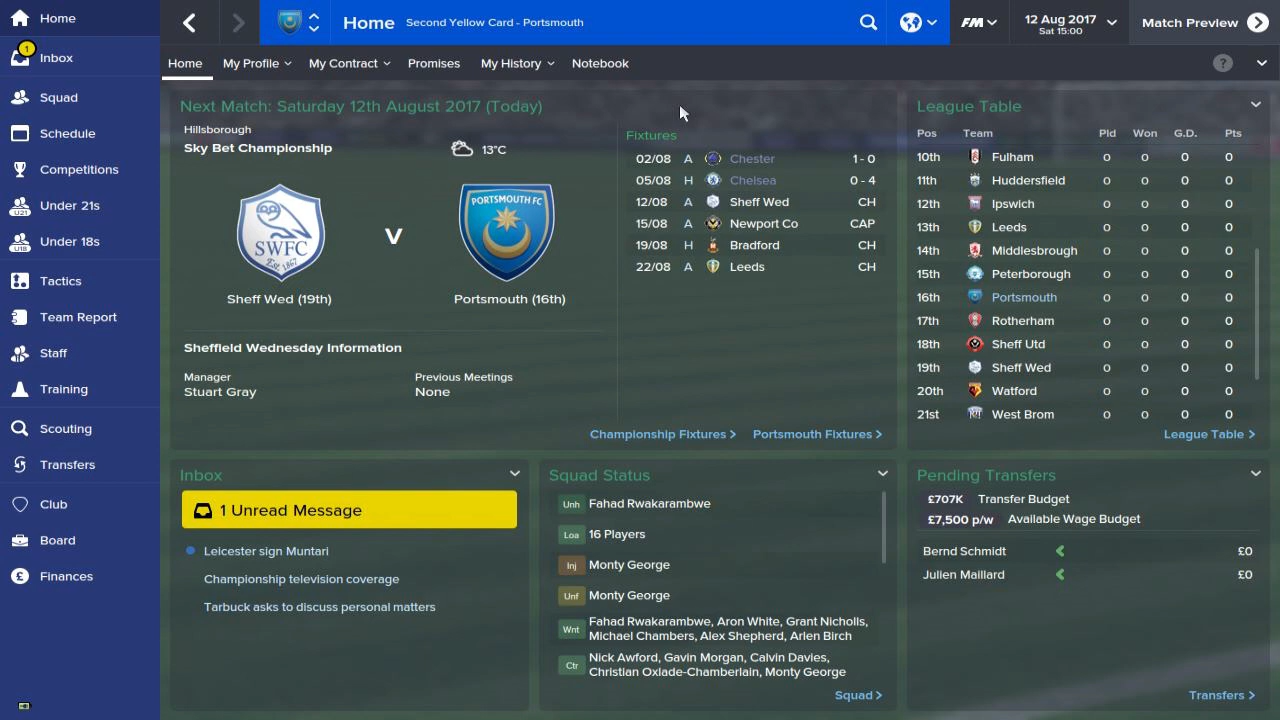 Home
1
Inbox
Squad
Schedule
Competitions
U21
Under 21s
U18
Under 18s
Tactics
Team Report
Staff
Training
Scouting
Transfers
Club
Board
£
Finances
Home Second Yellow Card - Portsmouth
FM
12 Aug 2017
Sat 15:00
Match Preview
Home My Profile My Contract Promises My History Notebook
?
Next Match: Saturday 12th August 2017 (Today)
Hillsborough
Sky Bet Championship
13°C
SWFC
Est 1867
V
PORTSMOUTH FC
Sheff Wed (19th)
Portsmouth (16th)
Sheffield Wednesday Information
Manager
Stuart Gray
Previous Meetings
None
Fixtures
02/08 A Chester 1 - 0
05/08 H Chelsea 0 - 4
12/08 A Sheff Wed CH
15/08 A Newport Co CAP
19/08 H Bradford CH
22/08 A Leeds CH
Championship Fixtures > Portsmouth Fixtures >
League Table
Pos Team Pld Won G.D. Pts
10th Fulham 0 0 0 0
11th Huddersfield 0 0 0 0
12th Ipswich 0 0 0 0
13th Leeds 0 0 0 0
14th Middlesbrough 0 0 0 0
15th Peterborough 0 0 0 0
16th Portsmouth 0 0 0 0
17th Rotherham 0 0 0 0
18th Sheff Utd 0 0 0 0
19th Sheff Wed 0 0 0 0
20th Watford 0 0 0 0
21st West Brom 0 0 0 0
League Table >
Inbox
1 Unread Message
Leicester sign Muntari
Championship television coverage
Tarbuck asks to discuss personal matters
Squad Status
Unh Fahad Rwakarambwe
Loa 16 Players
Inj Monty George
Unf Monty George
Wnt Fahad Rwakarambwe, Aron White, Grant Nicholls,
Michael Chambers, Alex Shepherd, Arlen Birch
Ctr Nick Awford, Gavin Morgan, Calvin Davies,
Christian Oxlade-Chamberlain, Monty George
Squad >
Pending Transfers
£707K Transfer Budget
£7,500 p/w Available Wage Budget
Bernd Schmidt £0
Julien Maillard £0
Transfers >